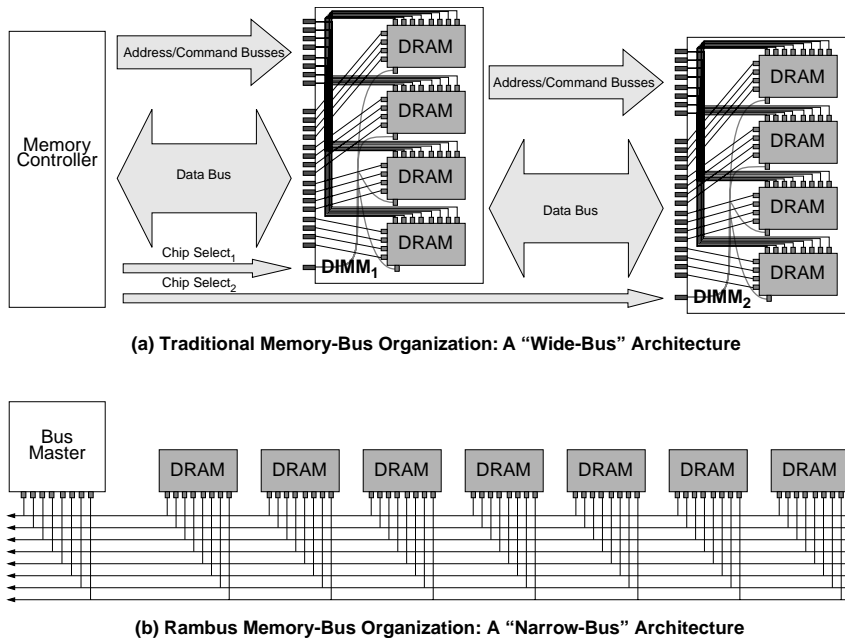 Memory
Controller
Address/Command Busses
Data Bus
Chip Select1
Chip Select2
DRAM
DRAM
DRAM
DRAM
DIMM1
Address/Command Busses
Data Bus
DRAM
DRAM
DRAM
DRAM
DIMM2
(a) Traditional Memory-Bus Organization: A “Wide-Bus” Architecture
Bus
Master
DRAM
DRAM
DRAM
DRAM
DRAM
DRAM
DRAM
(b) Rambus Memory-Bus Organization: A “Narrow-Bus” Architecture